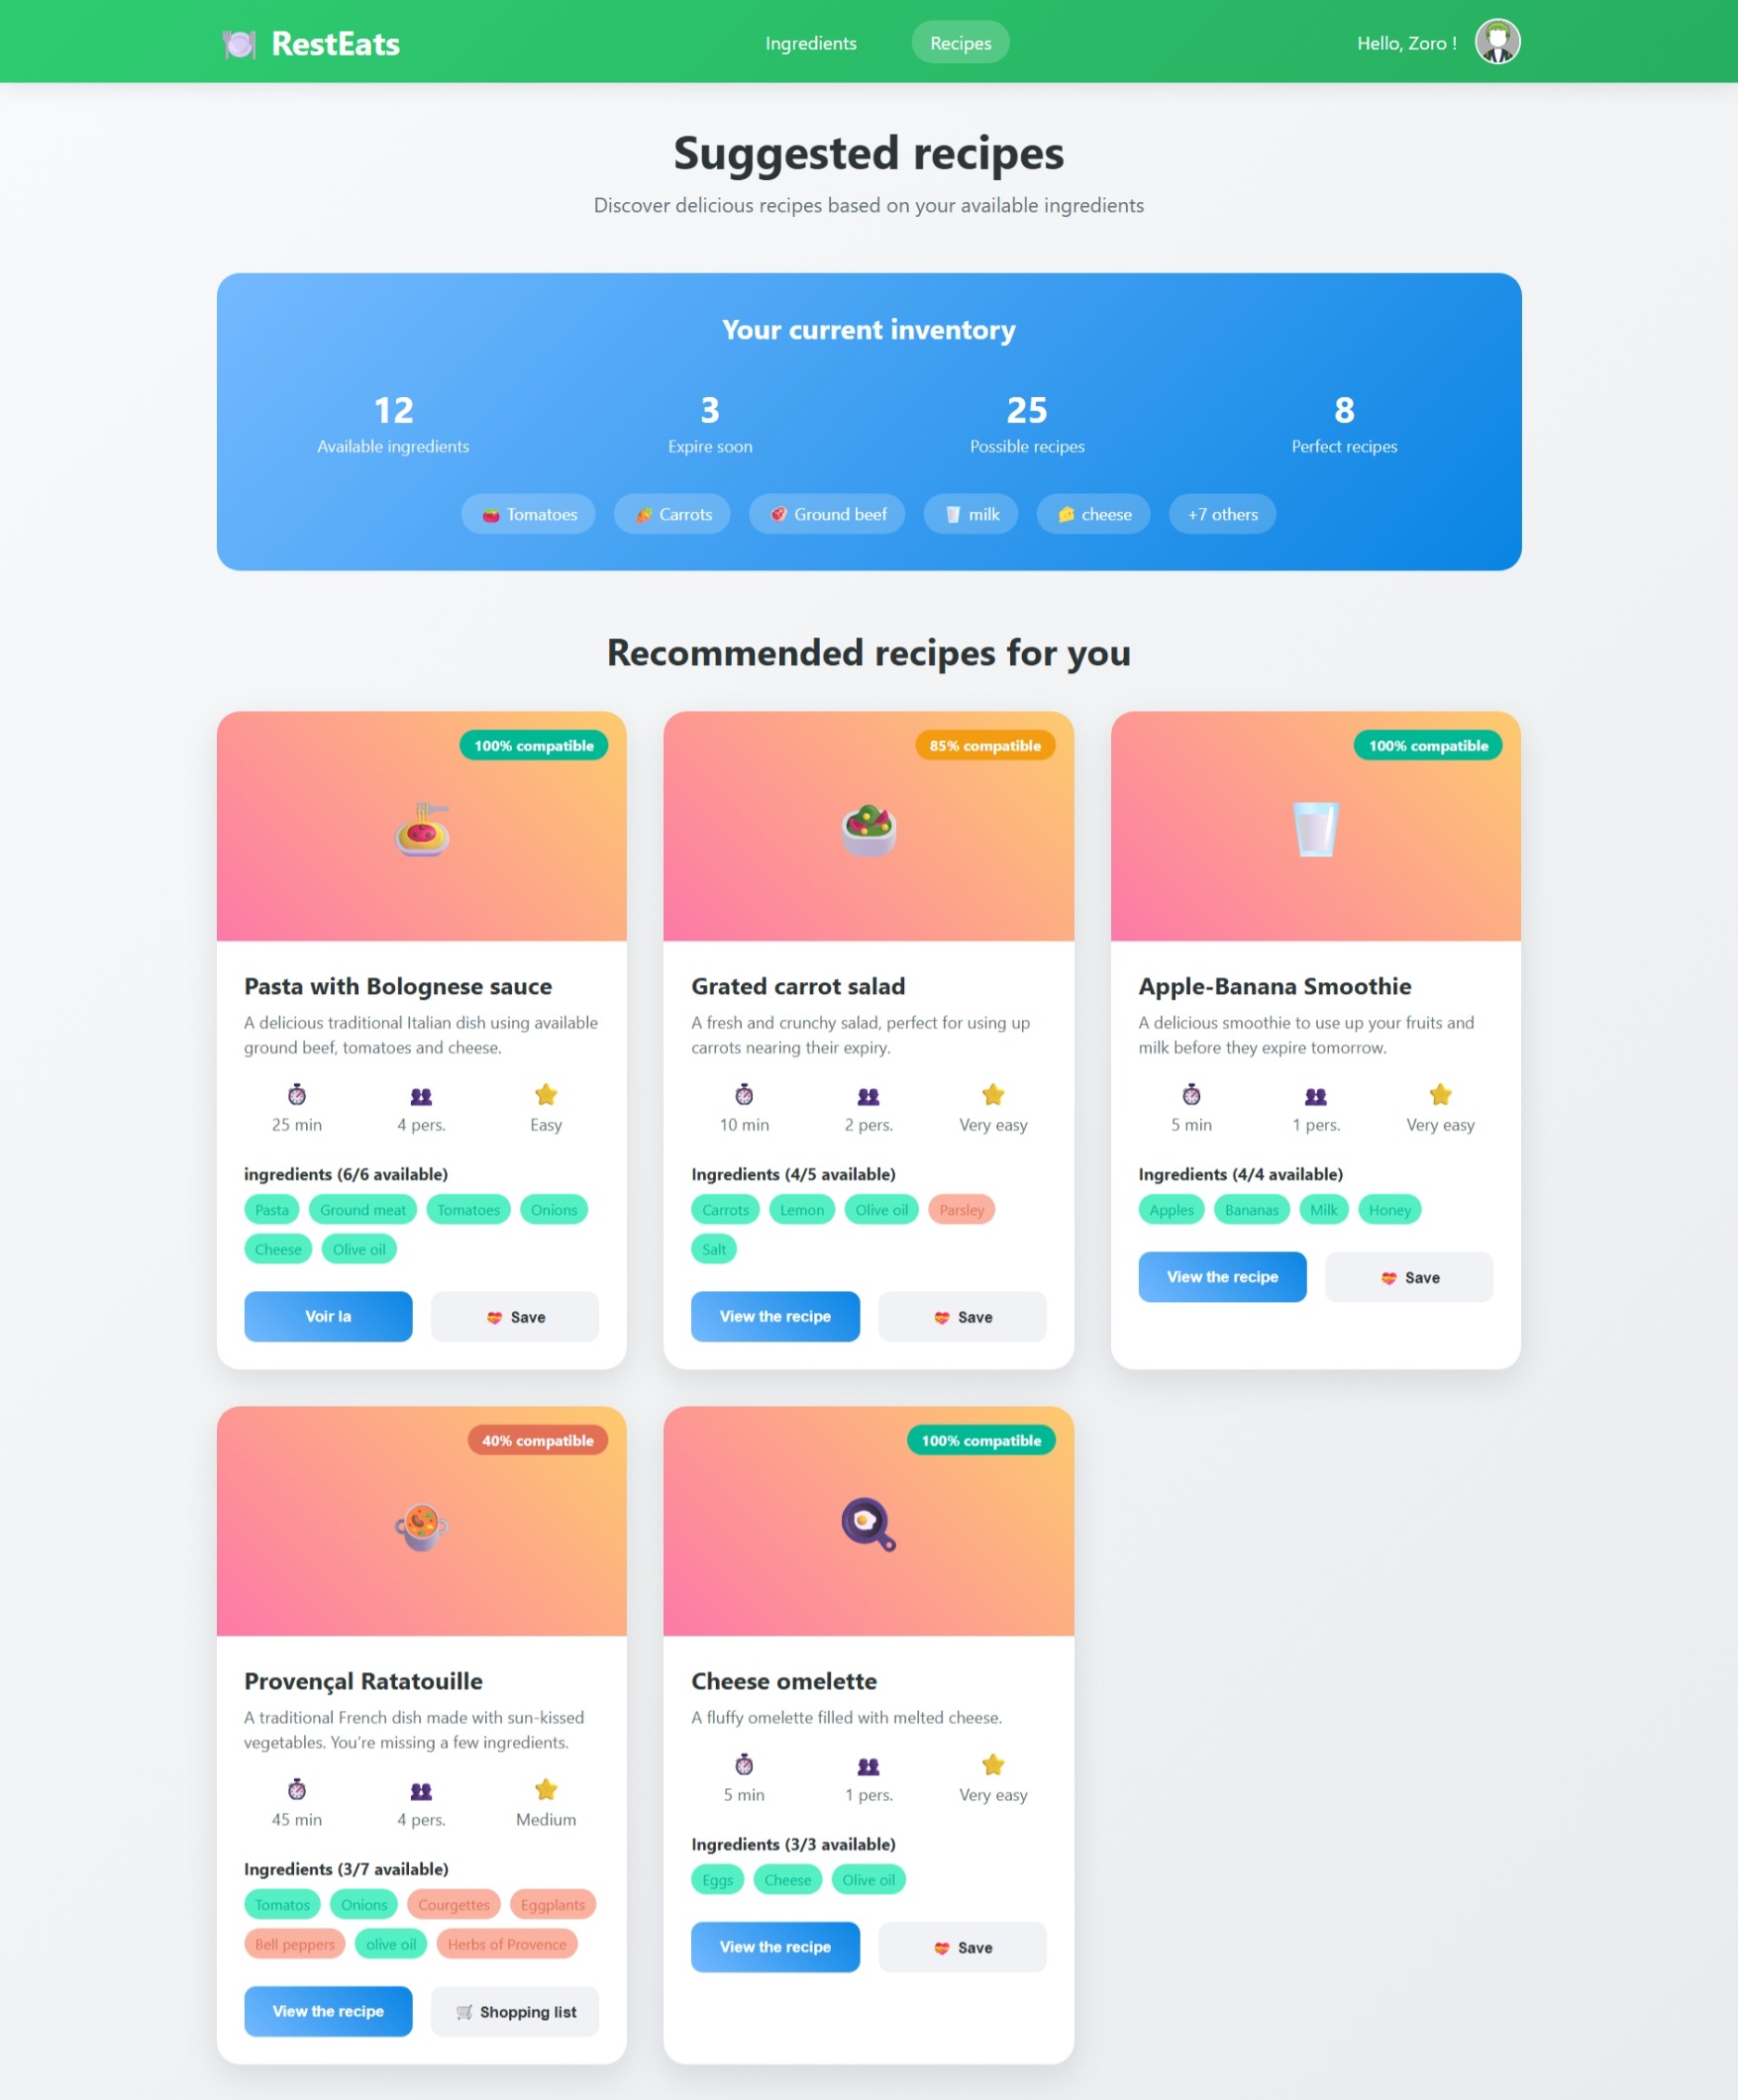 RestEats
Ingredients
Recipes
Hello, Zoro !
Suggested recipes
Discover delicious recipes based on your available ingredients
Your current inventory
12
Available ingredients
3
Expire soon
25
Possible recipes
8
Perfect recipes
Tomatoes
Carrots
Ground beef
milk
cheese
+7 others
Recommended recipes for you
100% compatible
Pasta with Bolognese sauce
A delicious traditional Italian dish using available
ground beef, tomatoes and cheese.
25 min
4 pers.
Easy
ingredients (6/6 available)
Pasta
Ground meat
Tomatoes
Onions
Cheese
Olive oil
Voir la
Save
85% compatible
Grated carrot salad
A fresh and crunchy salad, perfect for using up
carrots nearing their expiry.
10 min
2 pers.
Very easy
Ingredients (4/5 available)
Carrots
Lemon
Olive oil
Parsley
Salt
View the recipe
Save
100% compatible
Apple-Banana Smoothie
A delicious smoothie to use up your fruits and
milk before they expire tomorrow.
5 min
1 pers.
Very easy
Ingredients (4/4 available)
Apples
Bananas
Milk
Honey
View the recipe
Save
40% compatible
Provençal Ratatouille
A traditional French dish made with sun-kissed
vegetables. You're missing a few ingredients.
45 min
4 pers.
Medium
Ingredients (3/7 available)
Tomatos
Onions
Courgettes
Eggplants
Bell peppers
olive oil
Herbs of Provence
View the recipe
Shopping list
100% compatible
Cheese omelette
A fluffy omelette filled with melted cheese.
5 min
1 pers.
Very easy
Ingredients (3/3 available)
Eggs
Cheese
Olive oil
View the recipe
Save